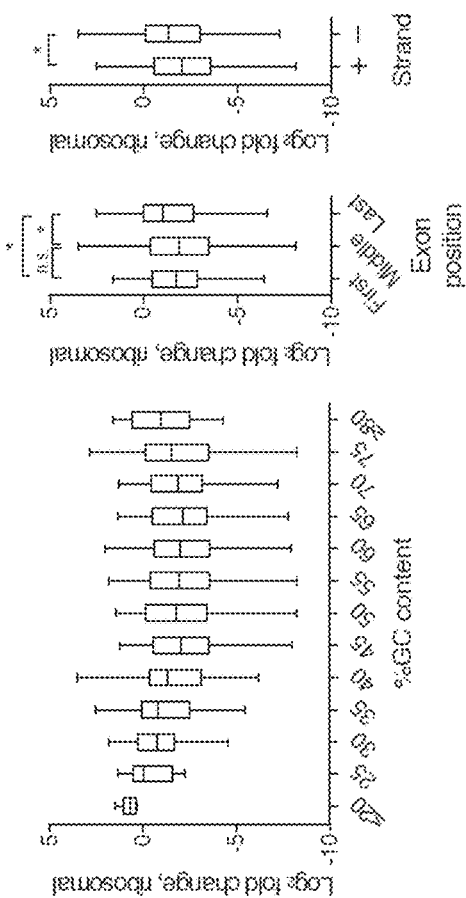 Log₂ fold change, ribosomal
5
0
-5
-10
≤20 25 30 35 40 45 50 55 60 65 70 75 ≥80
%GC content
Log₂ fold change, ribosomal
5
0
-5
-10
*
ns *
First Middle Last
Exon
position
Log₂ fold change, ribosomal
5
0
-5
-10
*
+ -
Strand